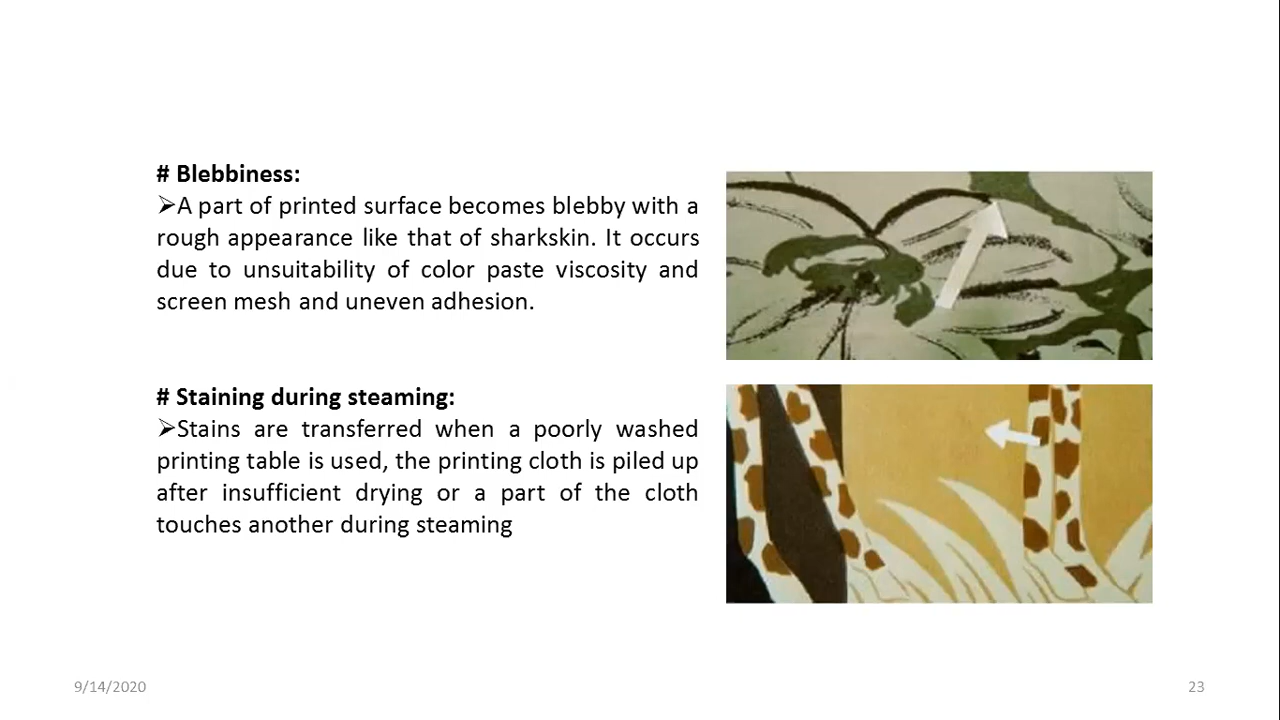 # Blebbiness:
➢A part of printed surface becomes blebby with a
rough appearance like that of sharkskin. It occurs
due to unsuitability of color paste viscosity and
screen mesh and uneven adhesion.
# Staining during steaming:
➢Stains are transferred when a poorly washed
printing table is used, the printing cloth is piled up
after insufficient drying or a part of the cloth
touches another during steaming
9/14/2020
23